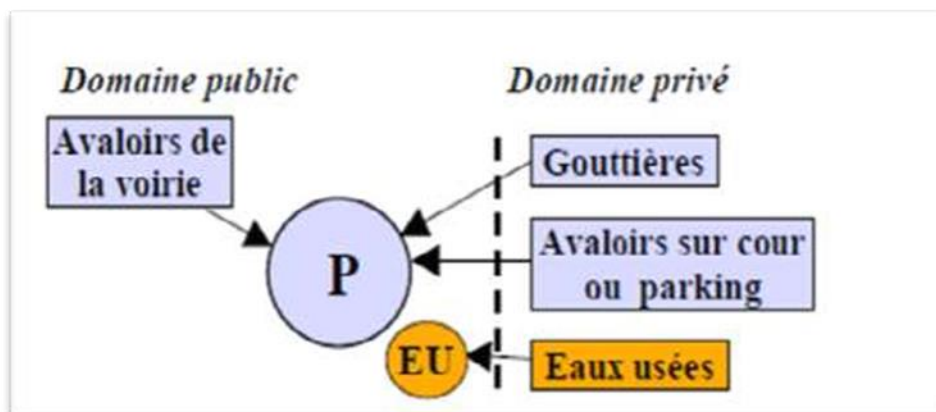 Domaine public
Domaine privé
Avaloirs de
la voirie
Gouttières
Avaloirs sur cour
ou parking
P
EU
Eaux usées